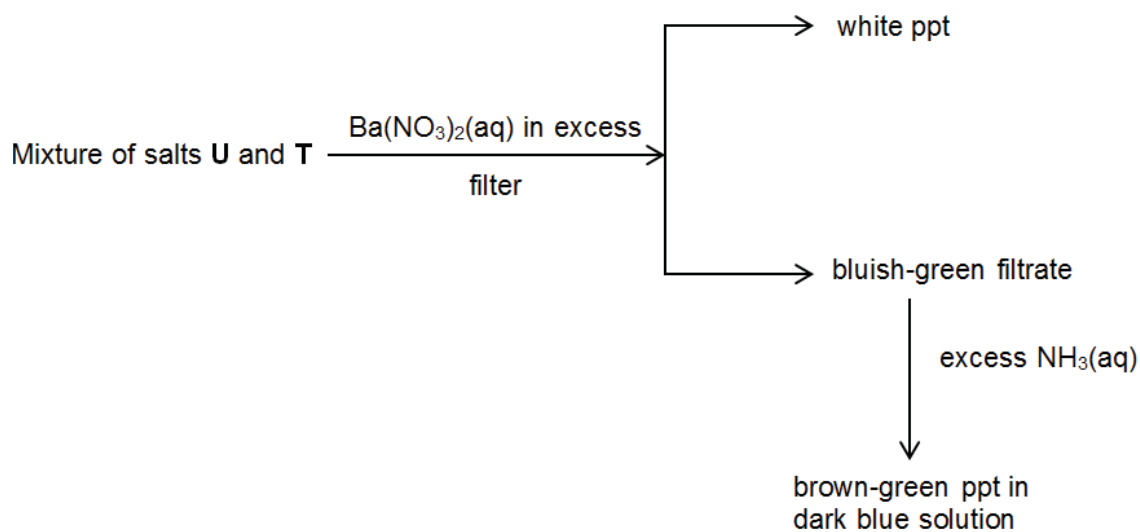 white ppt
Ba(NO₃)₂(aq) in excess
Mixture of salts U and T
filter
bluish-green filtrate
excess NH₃(aq)
brown-green ppt in
dark blue solution